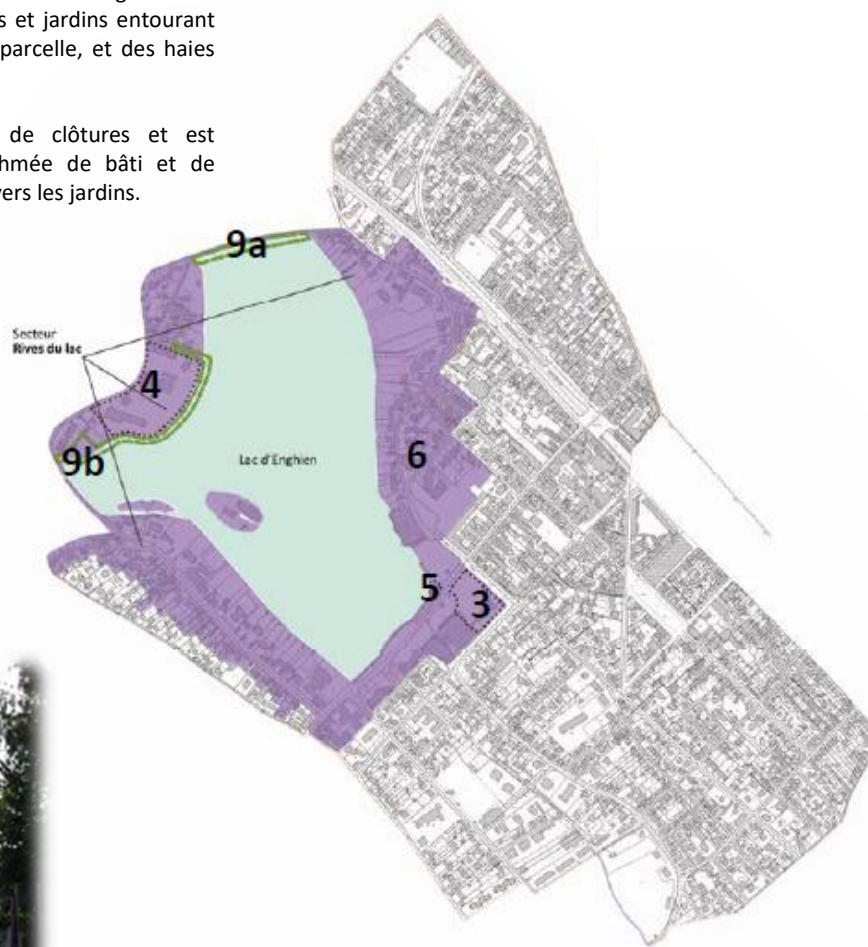 s et jardins entourant
parcelle, et des haies
de clôtures et est
hmée de bâti et de
vers les jardins.
9a
Secteur
Rives du lac
4
9b
Lac d'Enghien
6
5
3